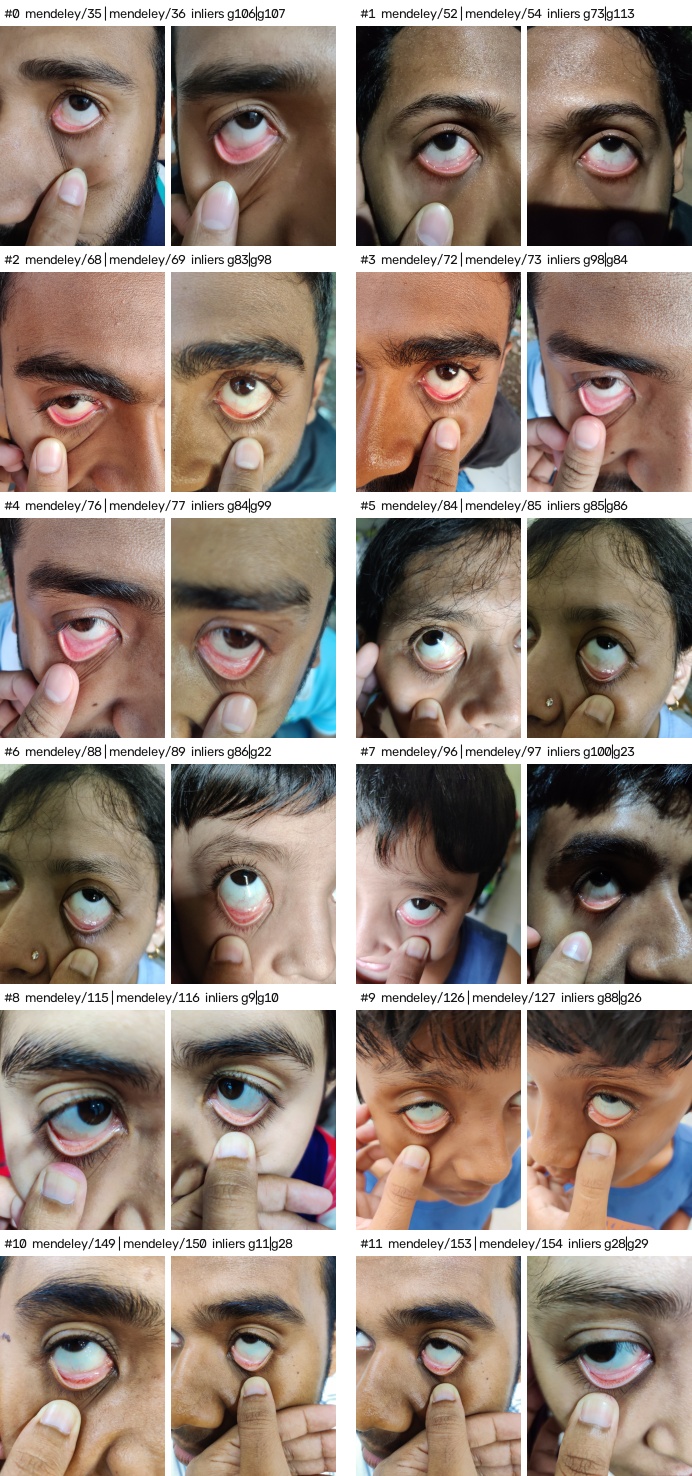 #0 mendeley/35 | mendeley/36 inliers g106|g107
#1 mendeley/52 | mendeley/54 inliers g73|g113
#2 mendeley/68 | mendeley/69 inliers g83|g98
#3 mendeley/72 | mendeley/73 inliers g98|g84
#4 mendeley/76 | mendeley/77 inliers g84|g99
#5 mendeley/84 | mendeley/85 inliers g85|g86
#6 mendeley/88 | mendeley/89 inliers g86|g22
#7 mendeley/96 | mendeley/97 inliers g100|g23
#8 mendeley/115 | mendeley/116 inliers g9|g10
#9 mendeley/126 | mendeley/127 inliers g88|g26
#10 mendeley/149 | mendeley/150 inliers g11|g28
#11 mendeley/153 | mendeley/154 inliers g28|g29